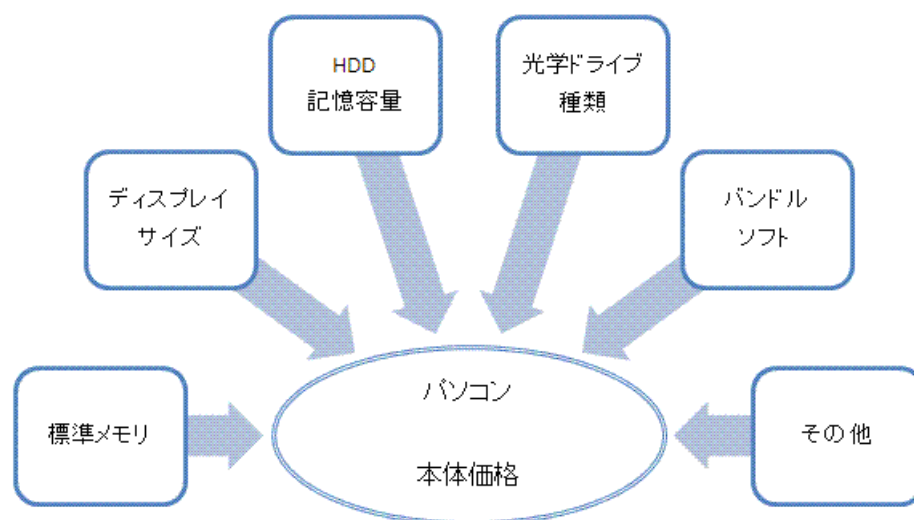 HDD
記憶容量
光学ドライブ
種類
ディスプレイ
サイズ
バンドル
ソフト
標準メモリ
パソコン
本体価格
その他